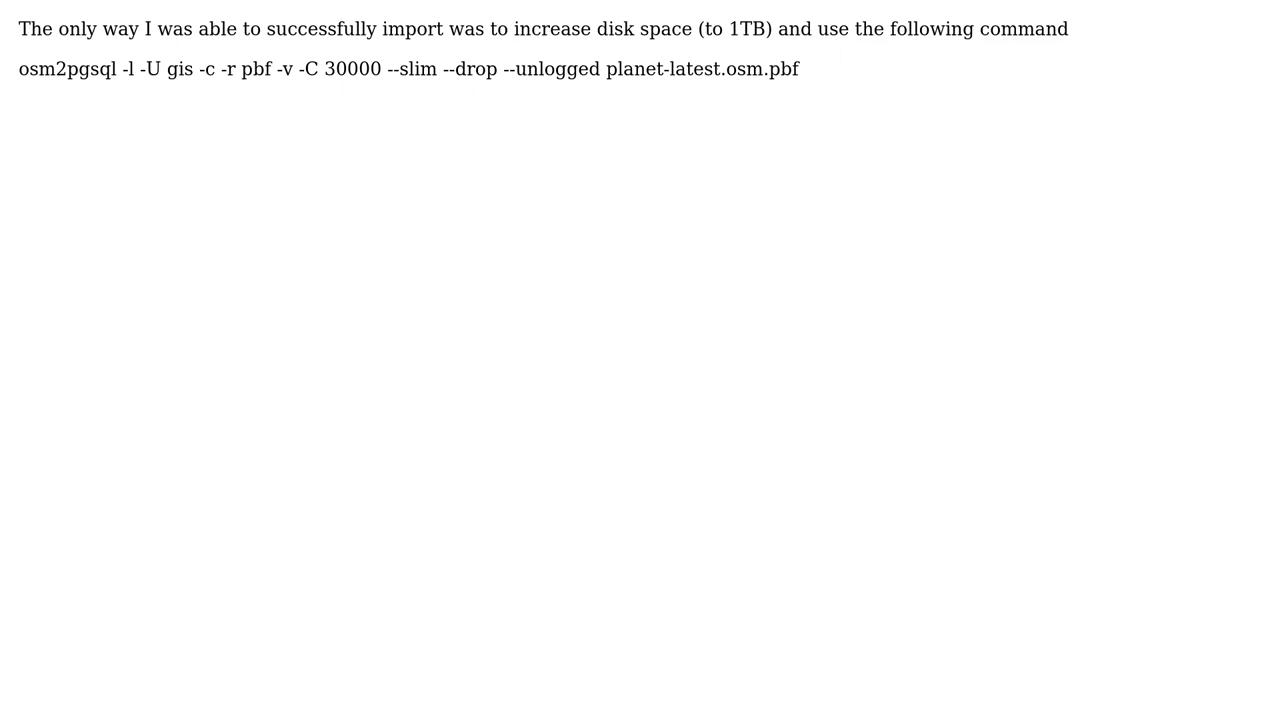 The only way I was able to successfully import was to increase disk space (to 1TB) and use the following command
osm2pgsql -l -U gis -c -r pbf -v -C 30000 --slim --drop --unlogged planet-latest.osm.pbf